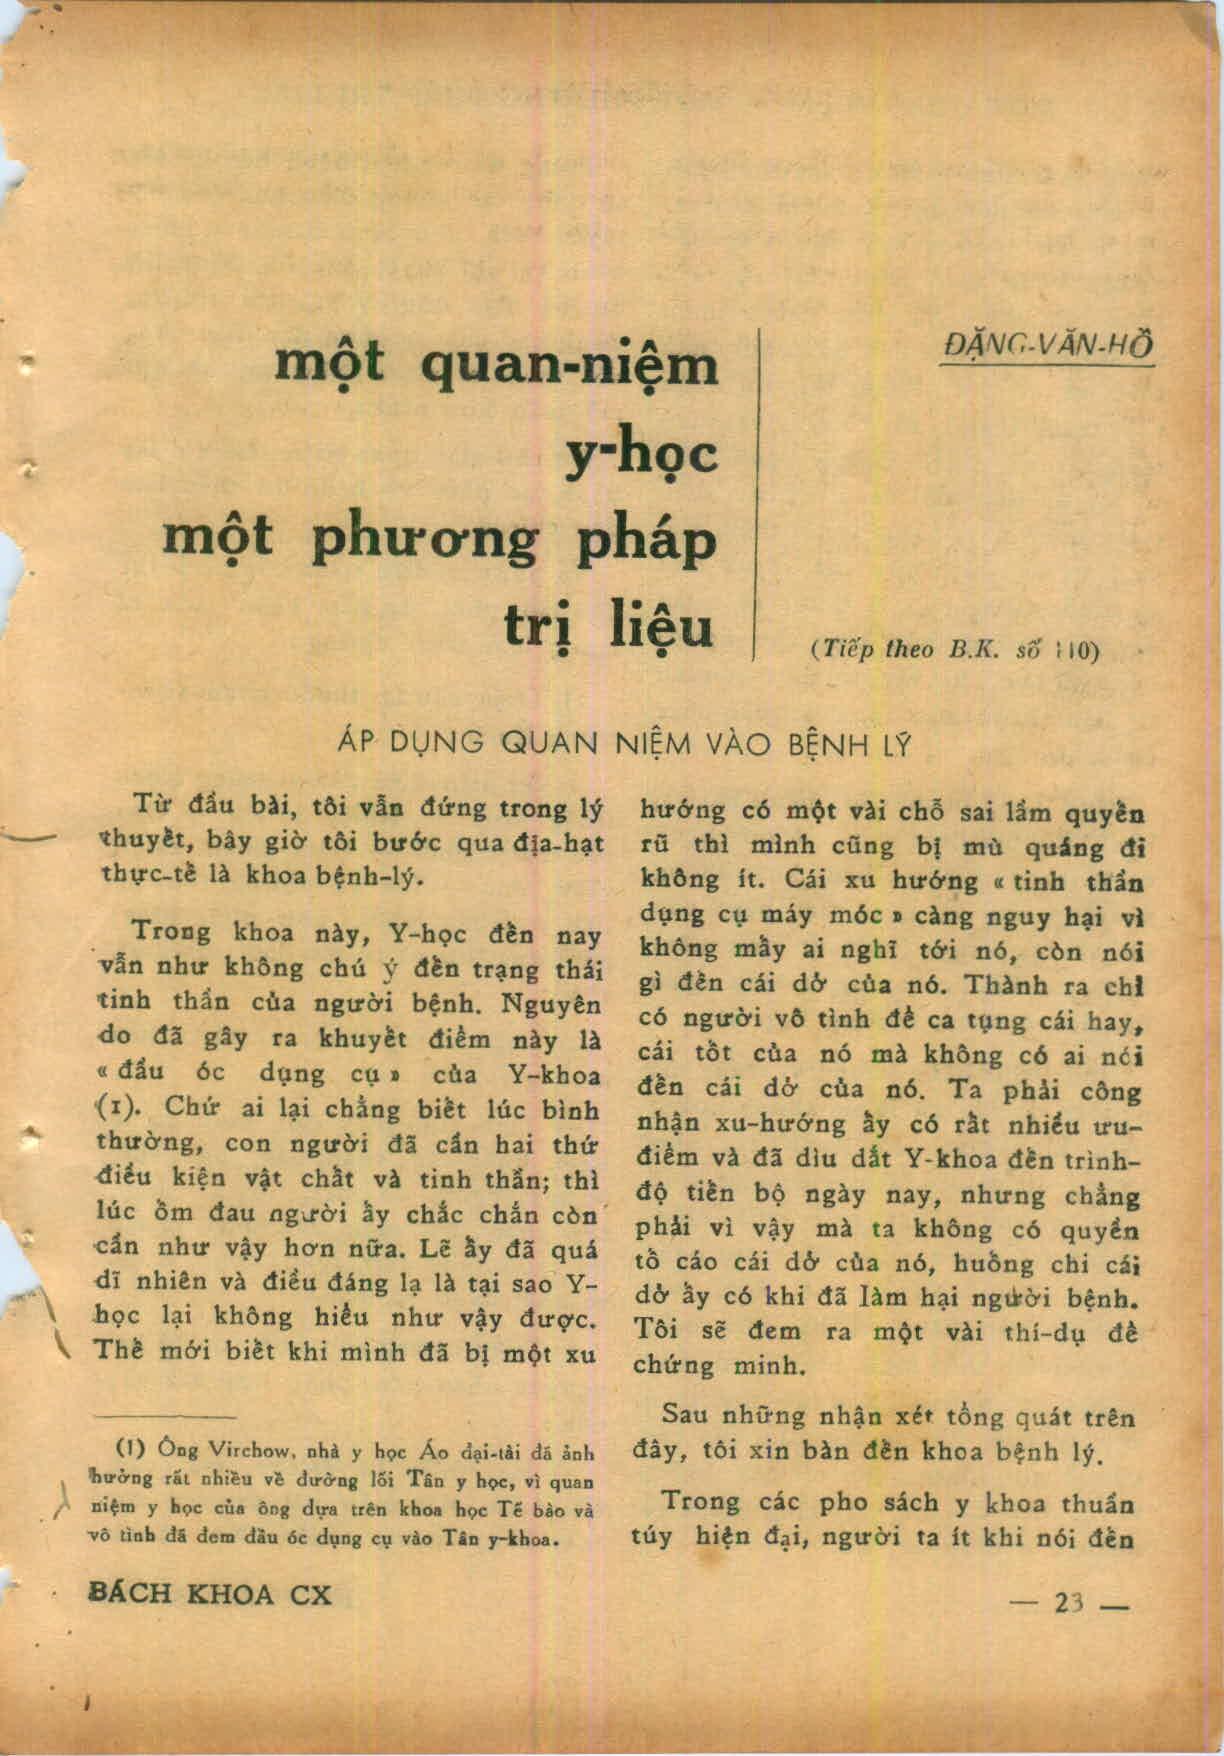 ĐẶNG-VĂN-HỒ
một quan-niệm
y-học
một phương pháp
trị liệu
(Tiếp theo B.K. số 110)
ÁP DỤNG QUAN NIỆM VÀO BỆNH LÝ
Từ đầu bài, tôi vẫn đứng trong lý
thuyết, bây giờ tôi bước qua địa-hạt
thực-tế là khoa bệnh-lý.
Trong khoa này, Y-học đến nay
vẫn như không chú ý đến trạng thái
tinh thần của người bệnh. Nguyên
do đã gây ra khuyết điểm này là
« đầu óc dụng cụ » của Y-khoa
(1). Chứ ai lại chẳng biết lúc bình
thường, con người đã cần hai thứ
điều kiện vật chất và tinh thần; thì
lúc ốm đau người ấy chắc chắn còn
cần như vậy hơn nữa. Lẽ ấy đã quá
dĩ nhiên và điều đáng lạ là tại sao Y-
học lại không hiểu như vậy được.
Thế mới biết khi mình đã bị một xu
(1) Ông Virchow, nhà y học Áo đại-tài đã ảnh
hưởng rất nhiều về đường lối Tân y học, vì quan
niệm y học của ông dựa trên khoa học Tế bào và
vô tình đã đem đầu óc dụng cụ vào Tân y-khoa.
hướng có một vài chỗ sai lầm quyền
rũ thì mình cũng bị mù quáng đi
không ít. Cái xu hướng « tinh thần
dụng cụ máy móc » càng nguy hại vì
không mấy ai nghĩ tới nó, còn nói
gì đến cái dở của nó. Thành ra chỉ
có người vô tình để ca tụng cái hay,
cái tốt của nó mà không có ai nói
đến cái dở của nó. Ta phải công
nhận xu-hướng ấy có rất nhiều ưu-
điểm và đã dìu dắt Y-khoa đến trình-
độ tiến bộ ngày nay, nhưng chẳng
phải vì vậy mà ta không có quyền
tố cáo cái dở của nó, huống chi cái
dở ấy có khi đã làm hại người bệnh.
Tôi sẽ đem ra một vài thí-dụ để
chứng minh.
Sau những nhận xét tổng quát trên
đây, tôi xin bàn đến khoa bệnh lý.
Trong các pho sách y khoa thuần
túy hiện đại, người ta ít khi nói đến
BÁCH KHOA CX
— 23 —